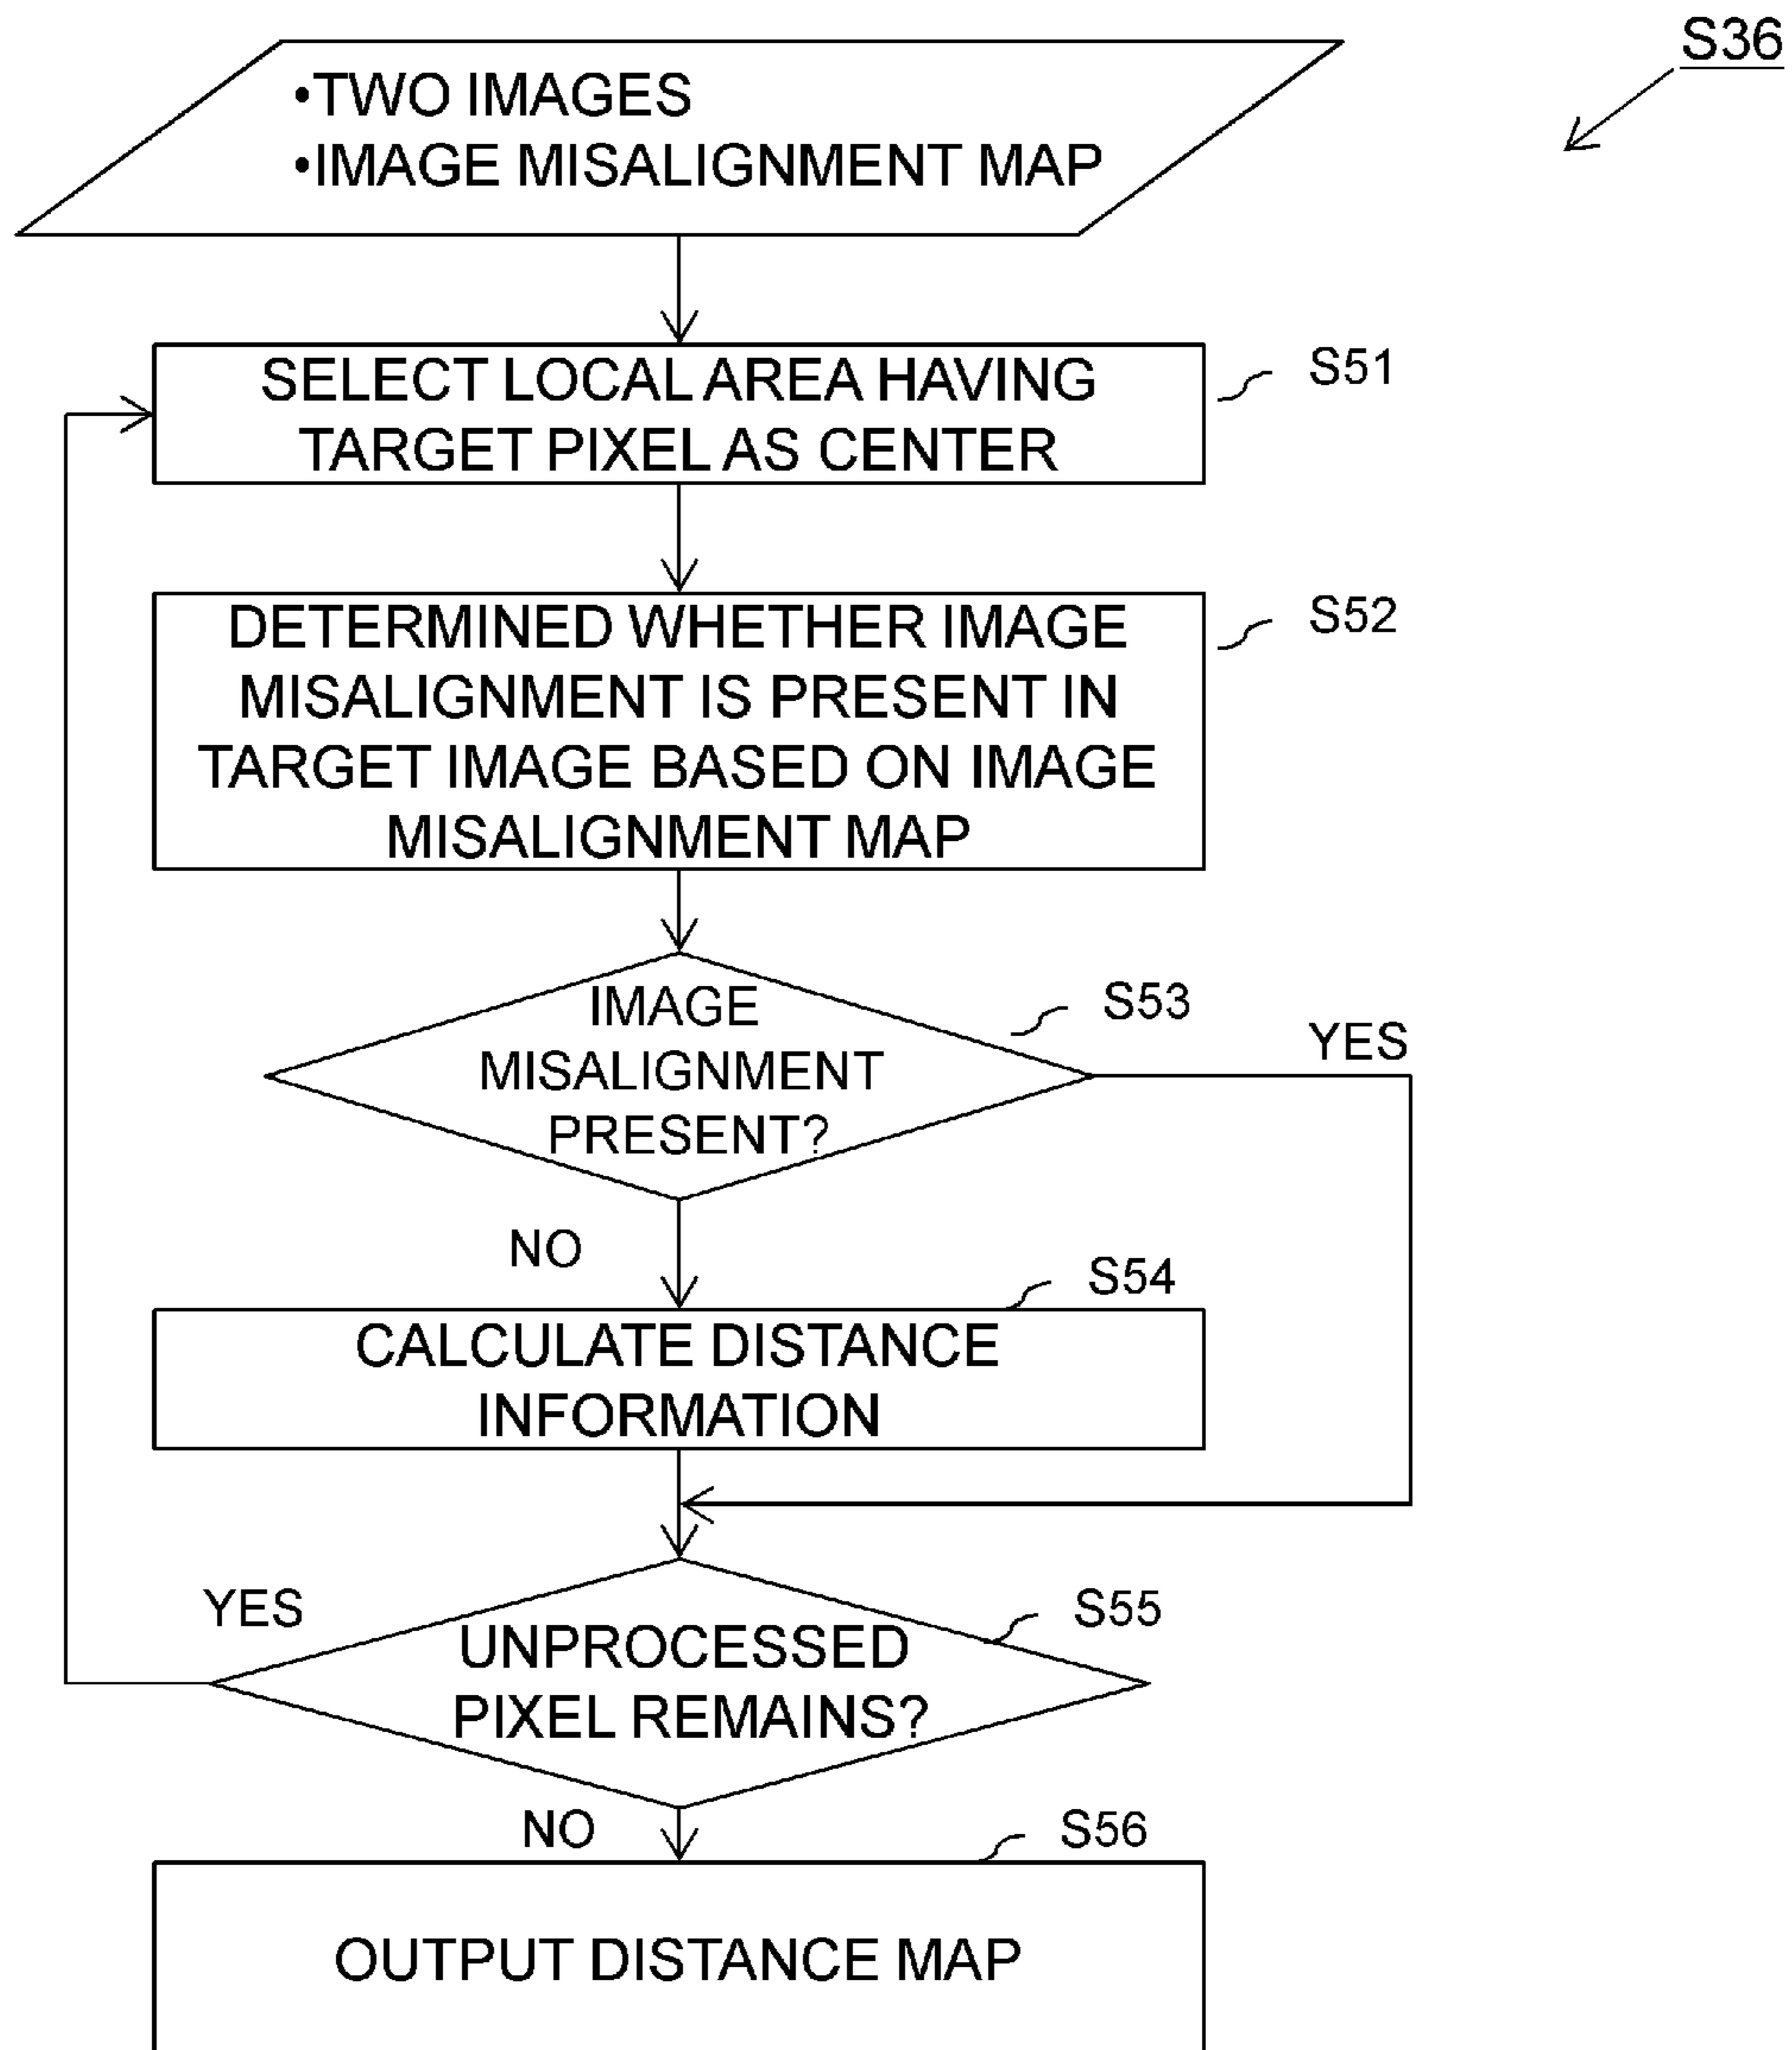 S36
•TWO IMAGES
•IMAGE MISALIGNMENT MAP
SELECT LOCAL AREA HAVING
TARGET PIXEL AS CENTER
S51
DETERMINED WHETHER IMAGE
MISALIGNMENT IS PRESENT IN
TARGET IMAGE BASED ON IMAGE
MISALIGNMENT MAP
S52
IMAGE
MISALIGNMENT
PRESENT?
S53
YES
NO
S54
CALCULATE DISTANCE
INFORMATION
YES
S55
UNPROCESSED
PIXEL REMAINS?
NO
S56
OUTPUT DISTANCE MAP